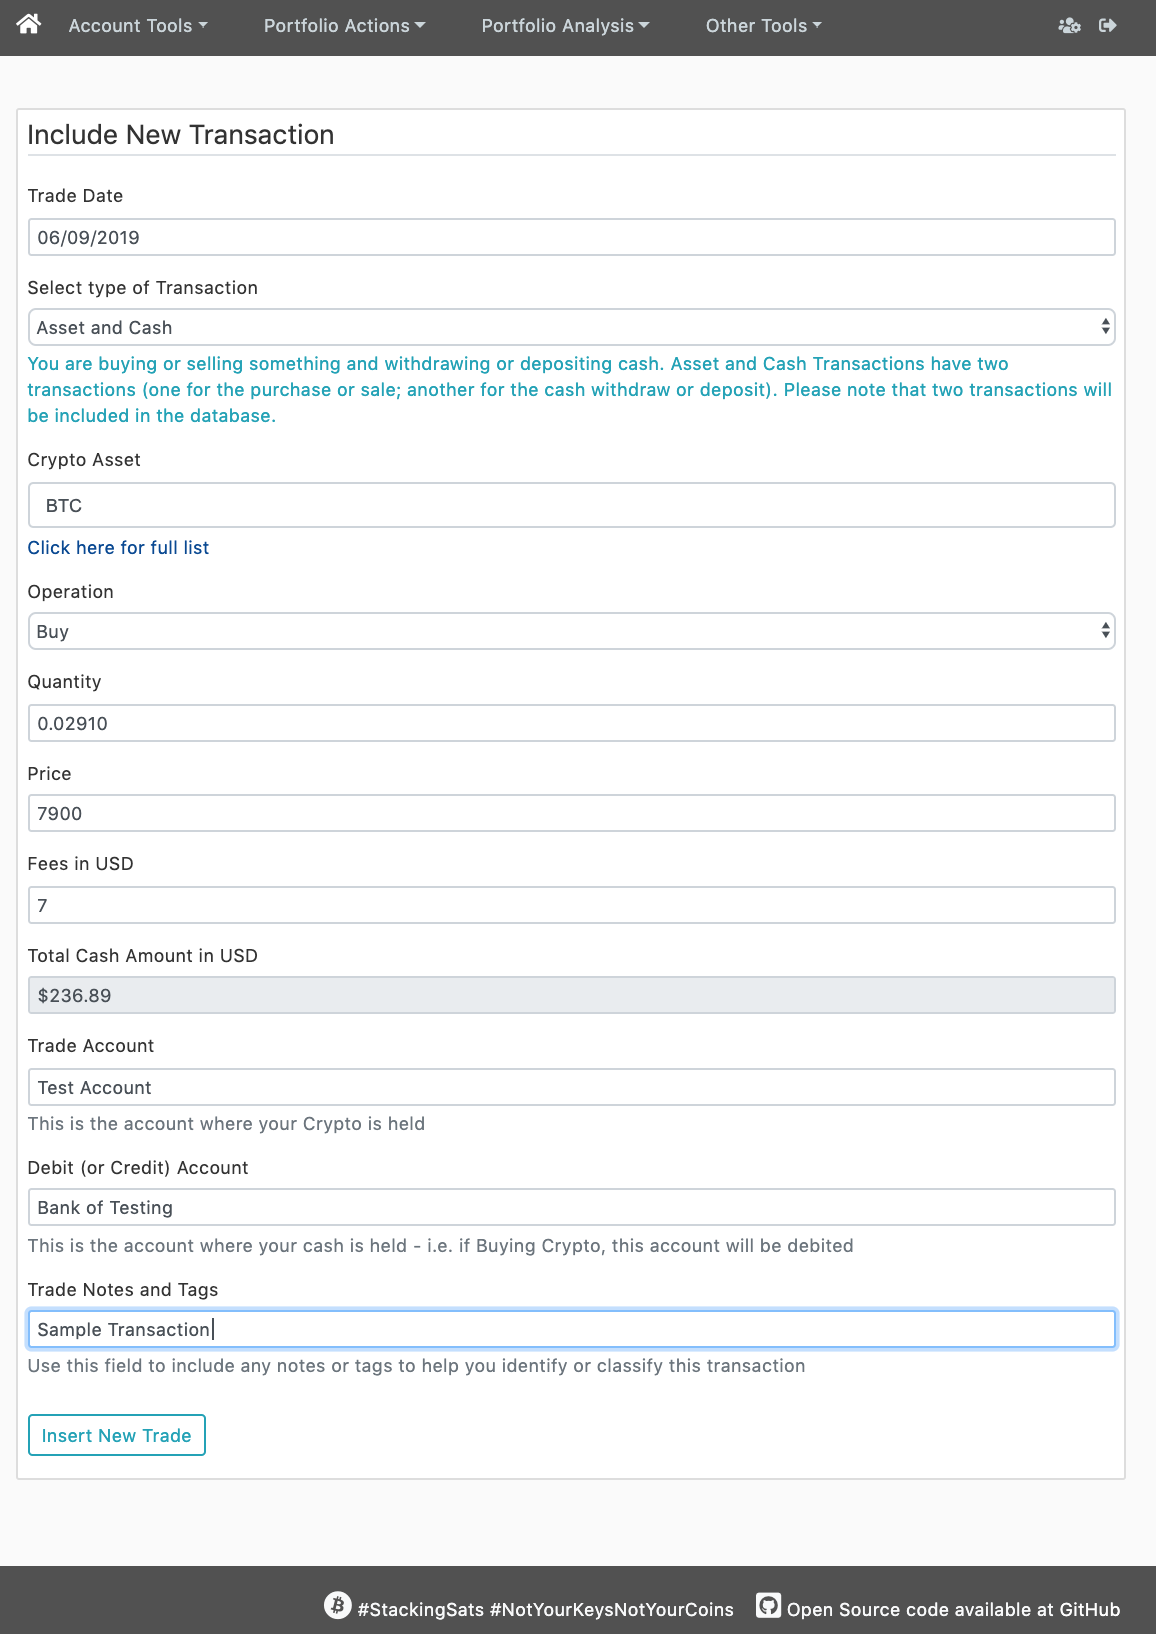 Account Tools Portfolio Actions Portfolio Analysis Other Tools
Include New Transaction
Trade Date
06/09/2019
Select type of Transaction
Asset and Cash
You are buying or selling something and withdrawing or depositing cash. Asset and Cash Transactions have two
transactions (one for the purchase or sale; another for the cash withdraw or deposit). Please note that two transactions will
be included in the database.
Crypto Asset
BTC
Click here for full list
Operation
Buy
Quantity
0.02910
Price
7900
Fees in USD
7
Total Cash Amount in USD
$236.89
Trade Account
Test Account
This is the account where your Crypto is held
Debit (or Credit) Account
Bank of Testing
This is the account where your cash is held - i.e. if Buying Crypto, this account will be debited
Trade Notes and Tags
Sample Transaction
Use this field to include any notes or tags to help you identify or classify this transaction
Insert New Trade
#StackingSats #NotYourKeysNotYourCoins Open Source code available at GitHub